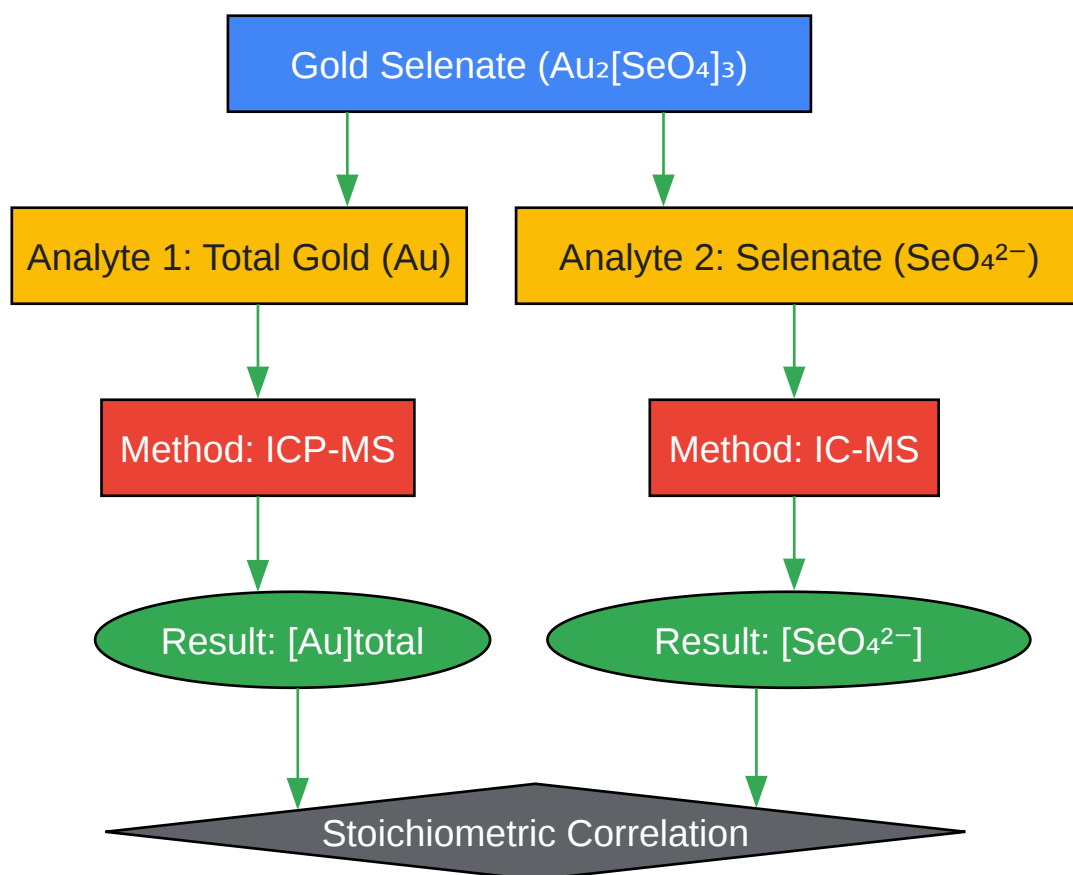 Gold Selenate (Au₂[SeO₄]₃)
Analyte 1: Total Gold (Au)
Analyte 2: Selenate (SeO₄²⁻)
Method: ICP-MS
Method: IC-MS
Result: [Au]total
Result: [SeO₄²⁻]
Stoichiometric Correlation